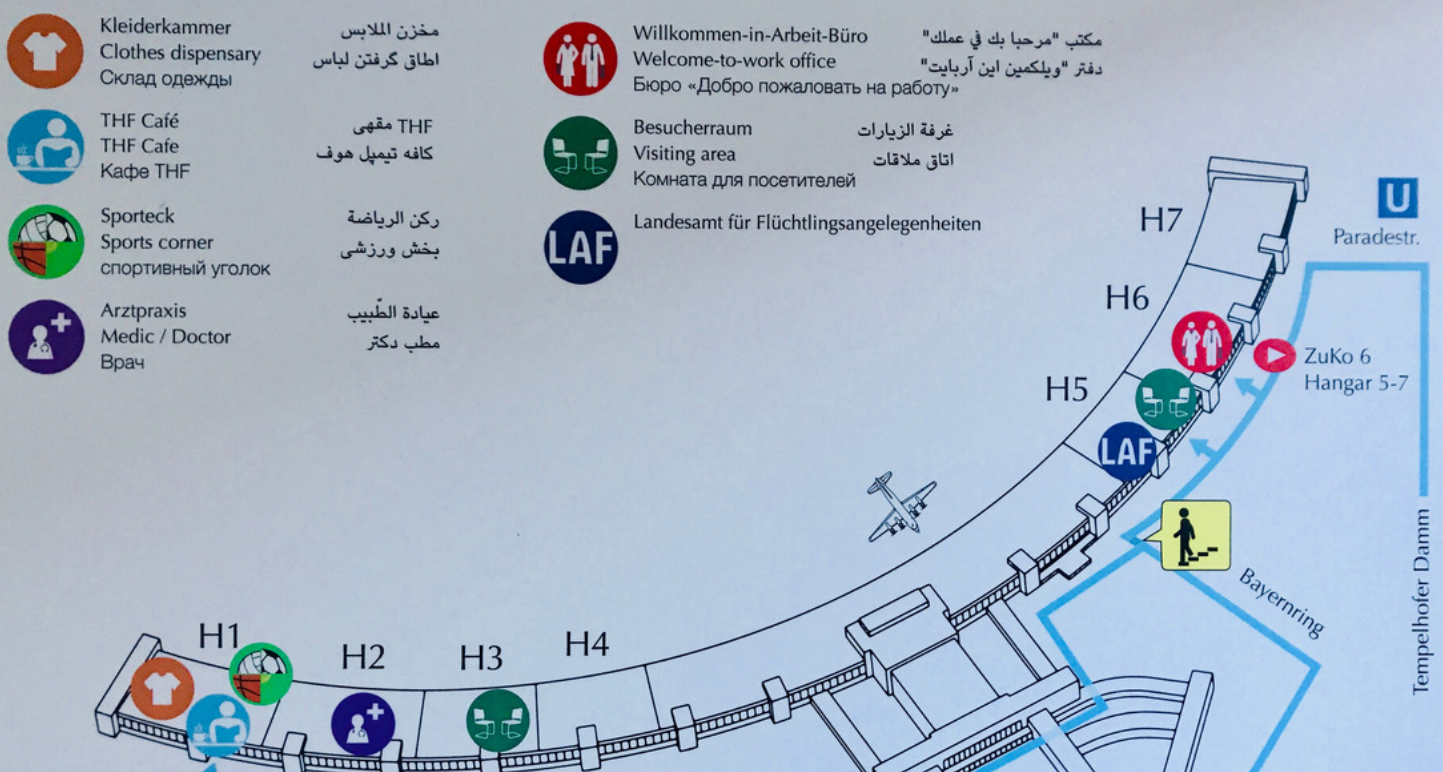 Kleiderkammer
Clothes dispensary
Склад одежды
مخزن الملابس
اطاق گرفتن لباس
THF Café
THF Cafe
Кафе THF
THF مقهى
كافه تيمپل هوف
Sporteck
Sports corner
спортивный уголок
ركن الرياضة
بخش ورزشی
Arztpraxis
Medic / Doctor
Врач
عيادة الطّبيب
مطب دكتر
Willkommen-in-Arbeit-Büro
Welcome-to-work office
Бюро «Добро пожаловать на работу»
مكتب "مرحبا بك في عملك"
دفتر "ويلكمين اين آربايت"
Besucherraum
Visiting area
Комната для посетителей
غرفة الزيارات
اتاق ملاقات
LAF
Landesamt für Flüchtlingsangelegenheiten
H7
U
Paradestr.
H6
ZuKo 6
Hangar 5-7
H5
LAF
Bayernring
Tempelhofer Damm
H1
H2
H3
H4